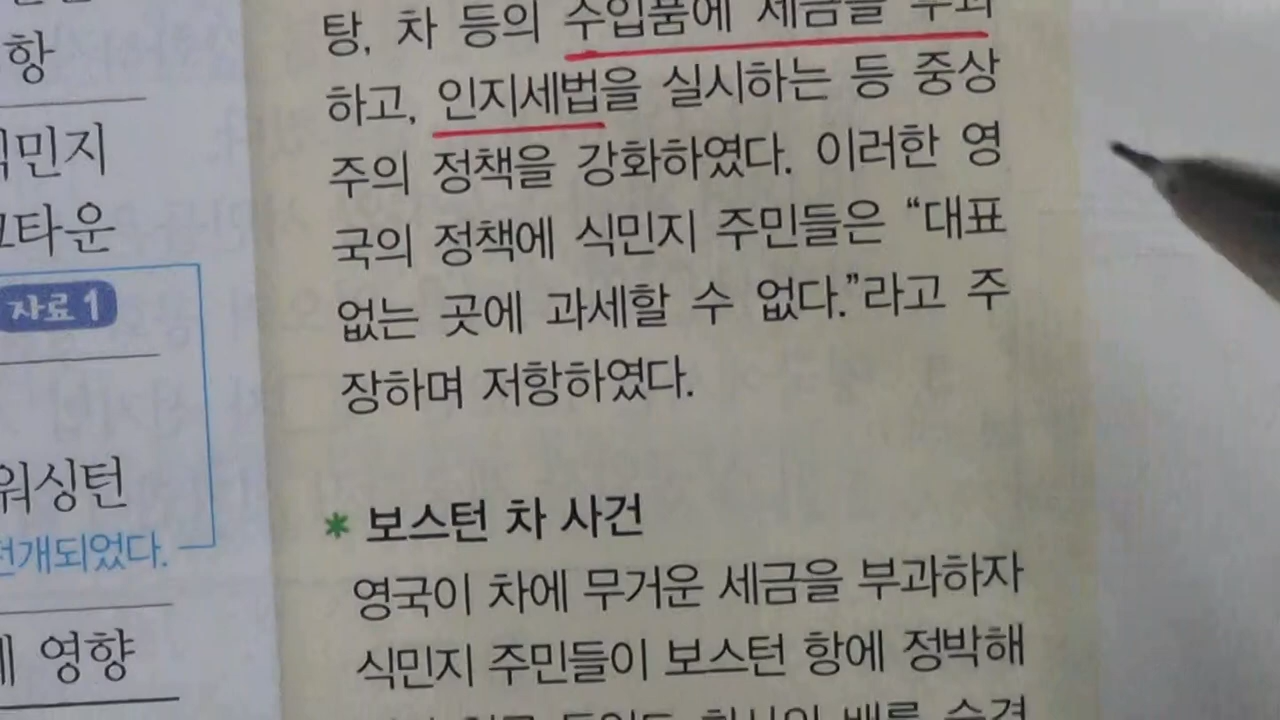 항
식민지
크타운
자료 1
워싱턴
전개되었다.
영향
탕, 차 등의 수입품에 세금을 부과
하고, 인지세법을 실시하는 등 중상
주의 정책을 강화하였다. 이러한 영
국의 정책에 식민지 주민들은 “대표
없는 곳에 과세할 수 없다.”라고 주
장하며 저항하였다.
* 보스턴 차 사건
영국이 차에 무거운 세금을 부과하자
식민지 주민들이 보스턴 항에 정박해